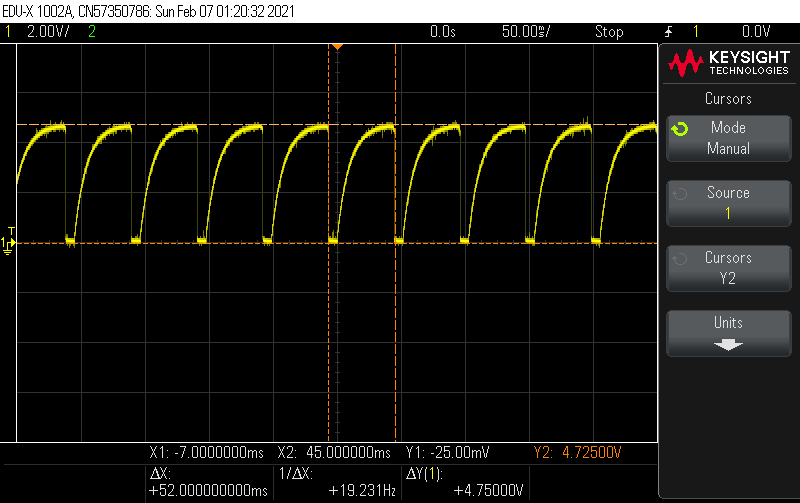 EDU-X 1002A, CN57350786: Sun Feb 07 01:20:32 2021
1 2.00V/ 2 0.0s 50.00ms/ Stop 1 0.0V
KEYSIGHT
TECHNOLOGIES
Cursors
Mode
Manual
Source
1
Cursors
Y2
Units
T
1
X1: -7.0000000ms X2: 45.000000ms Y1: -25.00mV Y2: 4.72500V
ΔX: 1/ΔX: ΔY(1):
+52.000000000ms +19.231Hz +4.75000V